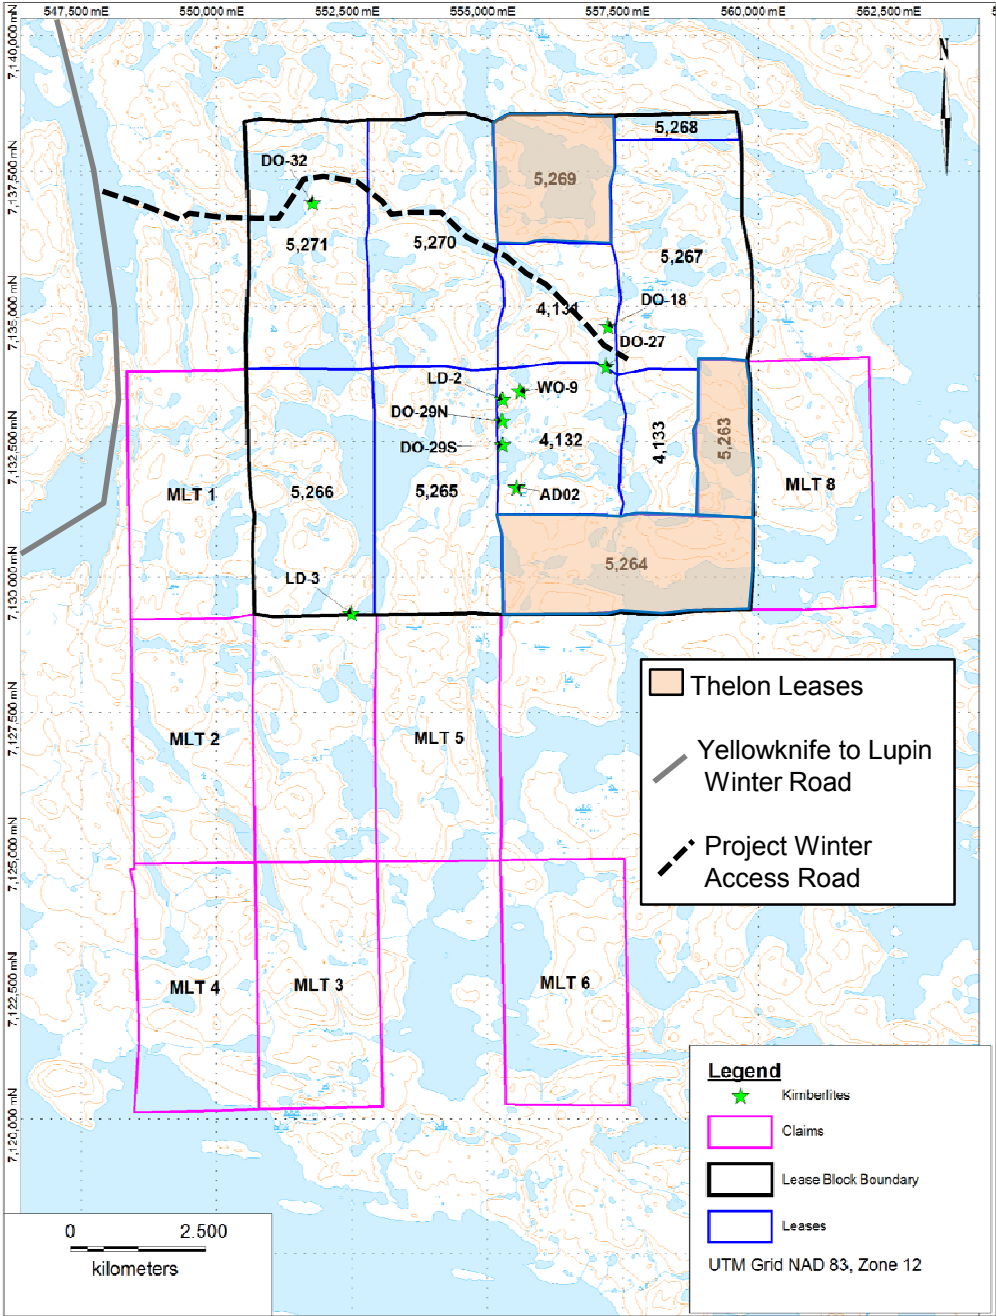 547,500 mE 550,000 mE 552,500 mE 555,000 mE 557,500 mE 560,000 mE 562,500 mE
7,140,000 mN
N
5,268
DO-32
5,269
7,137,500 mN
5,271
5,270
5,267
DO-18
4,131
7,135,000 mN
DO-27
LD-2
WO-9
DO-29N
DO-29S
4,132
4,133
5,263
7,132,500 mN
MLT 1
5,266
5,265
AD02
MLT 8
5,264
LD-3
7,130,000 mN
Thelon Leases
MLT 2
MLT 5
7,127,500 mN
Yellowknife to Lupin
Winter Road
Project Winter
Access Road
7,125,000 mN
MLT 4
MLT 3
MLT 6
7,122,500 mN
Legend
Kimberlites
Claims
7,120,000 mN
Lease Block Boundary
Leases
0 2.500
kilometers
UTM Grid NAD 83, Zone 12